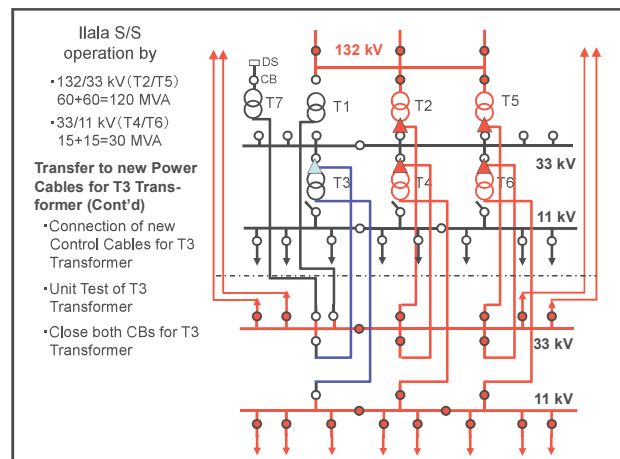 Ilala S/S
operation by
・132/33 kV(T2/T5)
60+60=120 MVA
・33/11 kV(T4/T6)
15+15=30 MVA
Transfer to new Power
Cables for T3 Trans-
former (Cont'd)
・Connection of new
Control Cables for T3
Transformer
・Unit Test of T3
Transformer
・Close both CBs for T3
Transformer
132 kV
DS
CB
T7
T1
T2
T5
33 kV
T3
T4
T6
11 kV
33 kV
11 kV